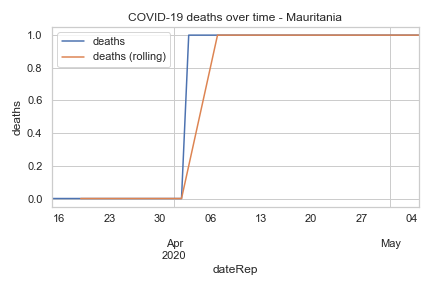 COVID-19 deaths over time - Mauritania
deaths
deaths (rolling)
1.0
0.8
0.6
0.4
0.2
0.0
deaths
16 23 30 06 13 20 27 04
Apr May
2020
dateRep